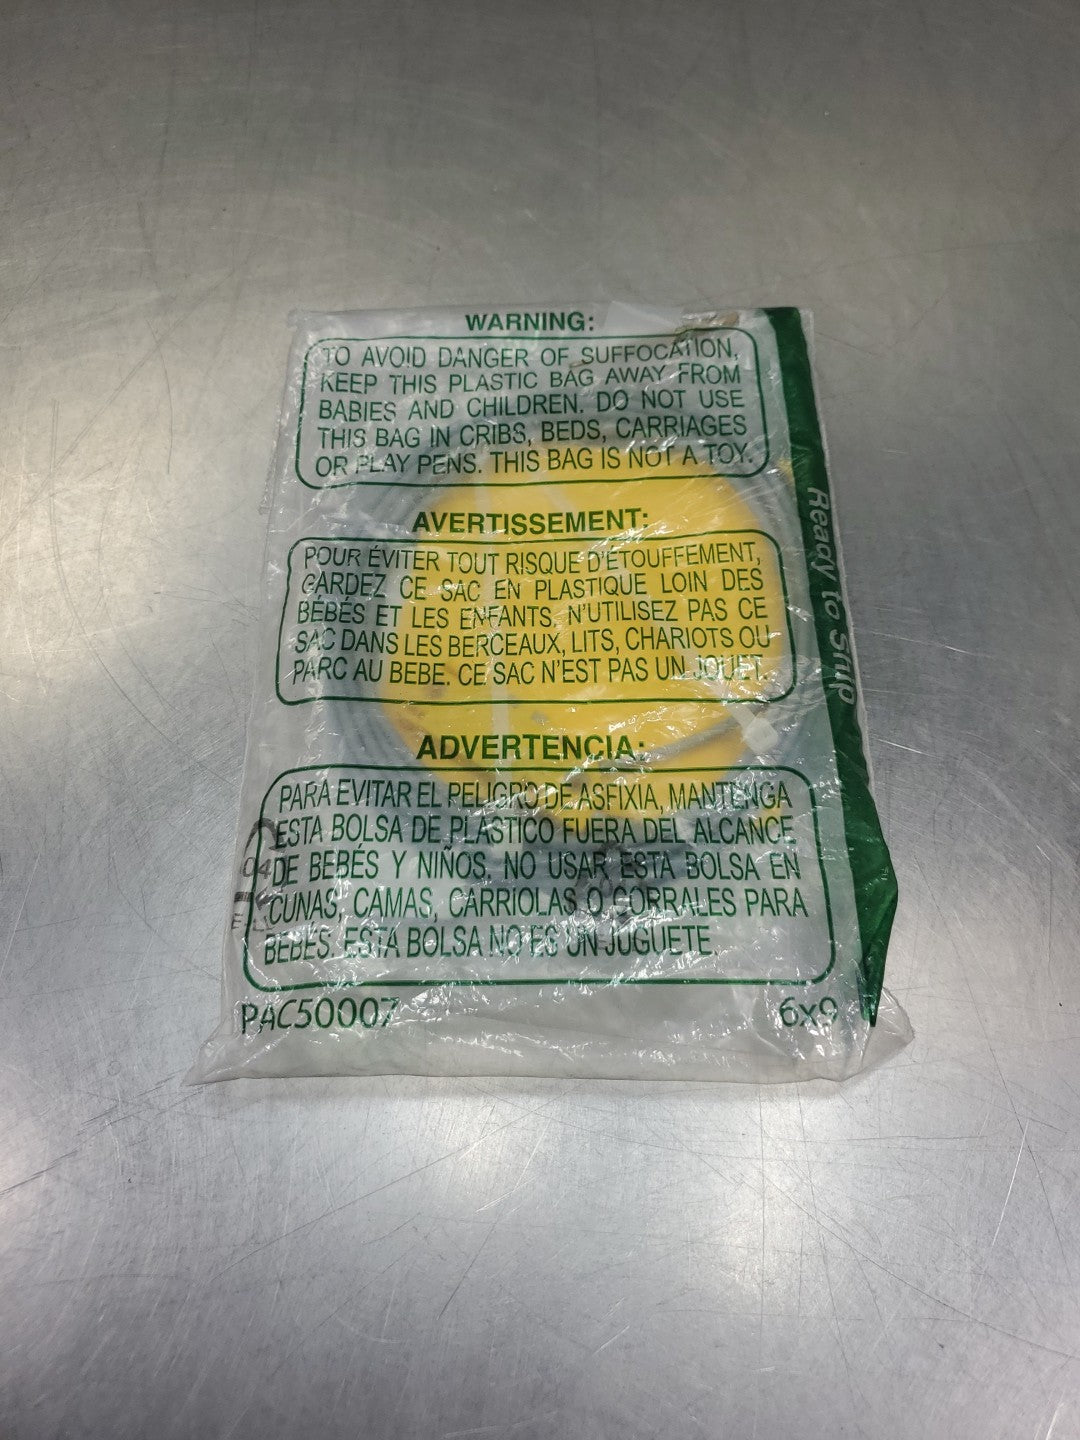 WARNING:
TO AVOID DANGER OF SUFFOCATION,
KEEP THIS PLASTIC BAG AWAY FROM
BABIES AND CHILDREN. DO NOT USE
THIS BAG IN CRIBS, BEDS, CARRIAGES
OR PLAY PENS. THIS BAG IS NOT A TOY.
AVERTISSEMENT:
POUR ÉVITER TOUT RISQUE D'ÉTOUFFEMENT,
GARDEZ CE SAC EN PLASTIQUE LOIN DES
BÉBÉS ET LES ENFANTS. N'UTILISEZ PAS CE
SAC DANS LES BERCEAUX, LITS, CHARIOTS OU
PARC AU BEBE. CE SAC N'EST PAS UN JOUET.
ADVERTENCIA:
PARA EVITAR EL PELIGRO DE ASFIXIA, MANTENGA
ESTA BOLSA DE PLÁSTICO FUERA DEL ALCANCE
DE BEBÉS Y NIÑOS. NO USAR ESTA BOLSA EN
CUNAS, CAMAS, CARRIOLAS O CORRALES PARA
BEBÉS. ESTA BOLSA NO ES UN JUGUETE.
PAC50007
6x9
Ready to Ship
04